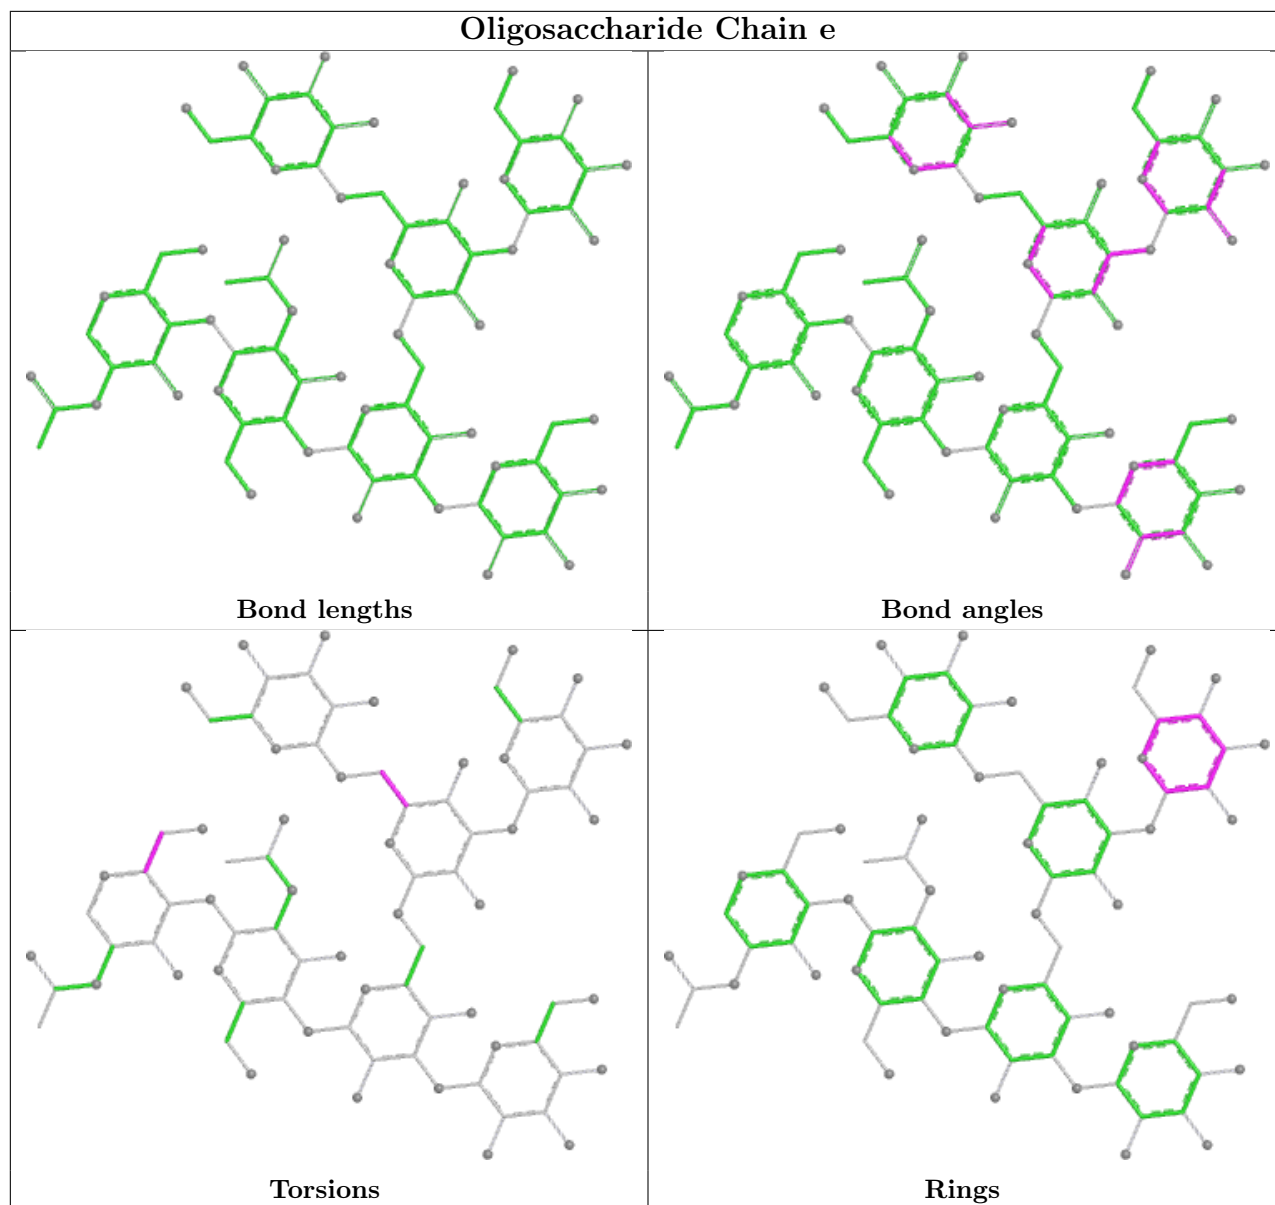 Oligosaccharide Chain e
Bond lengths
Bond angles
Torsions
Rings